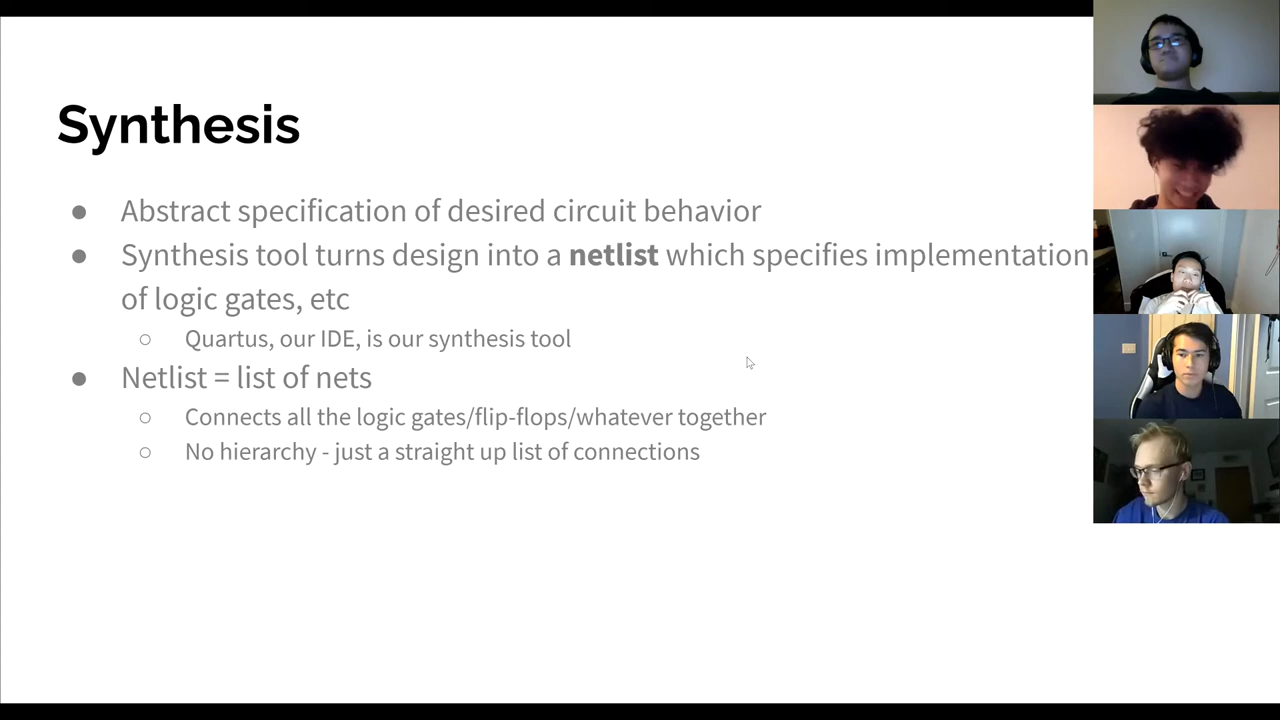 Synthesis
● Abstract specification of desired circuit behavior
● Synthesis tool turns design into a netlist which specifies implementation
of logic gates, etc
○ Quartus, our IDE, is our synthesis tool
● Netlist = list of nets
○ Connects all the logic gates/flip-flops/whatever together
○ No hierarchy - just a straight up list of connections